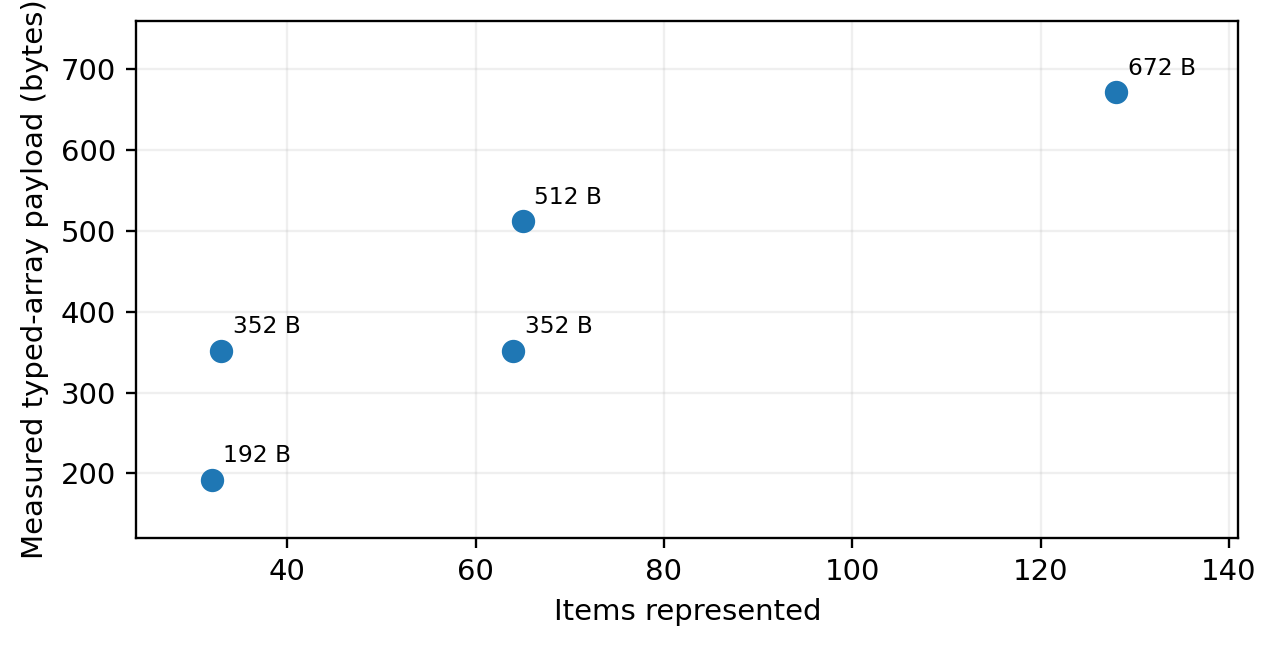 Measured typed-array payload (bytes)
700
600
500
400
300
200
672 B
512 B
352 B
352 B
192 B
40
60
80
100
120
140
Items represented